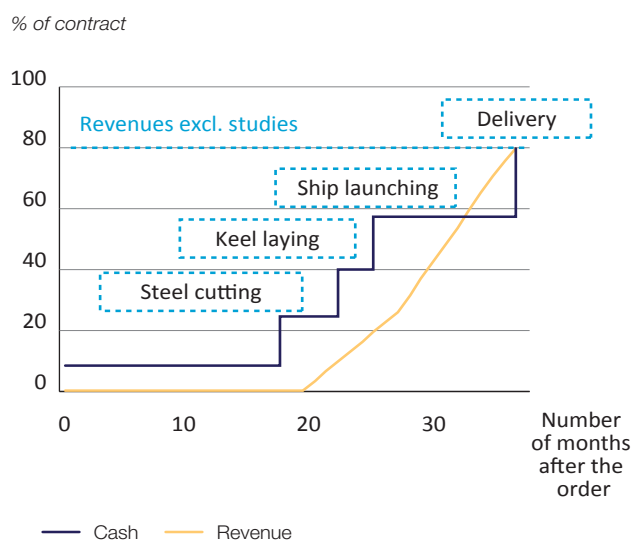 % of contract
100
Revenues excl. studies
Delivery
80
Ship launching
60
Keel laying
40
Steel cutting
20
0
0
10
20
30
Number
of months
after the
order
Cash
Revenue